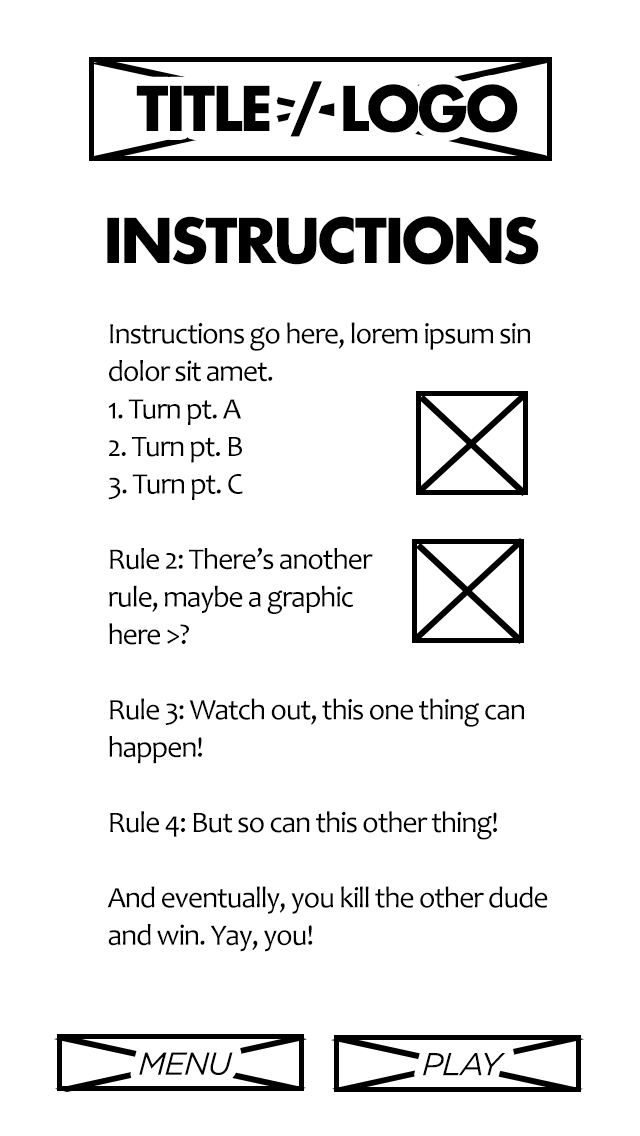 TITLE / LOGO
INSTRUCTIONS
Instructions go here, lorem ipsum sin
dolor sit amet.
1. Turn pt. A
2. Turn pt. B
3. Turn pt. C
Rule 2: There’s another
rule, maybe a graphic
here >?
Rule 3: Watch out, this one thing can
happen!
Rule 4: But so can this other thing!
And eventually, you kill the other dude
and win. Yay, you!
MENU
PLAY